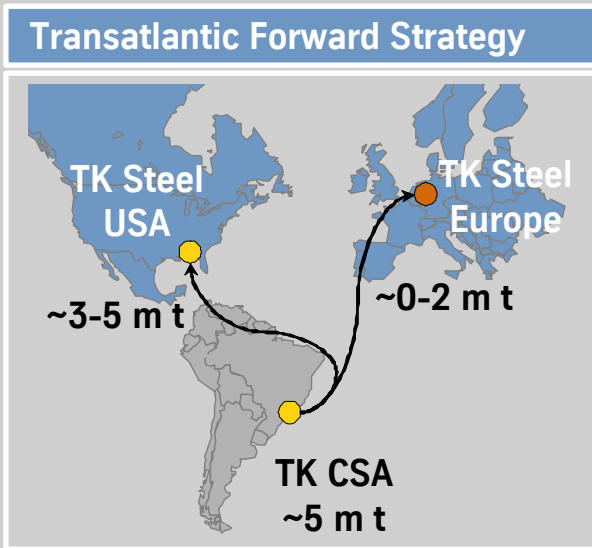 Transatlantic Forward Strategy
TK Steel
USA
TK Steel
Europe
~3-5 m t
~0-2 m t
TK CSA
~5 m t